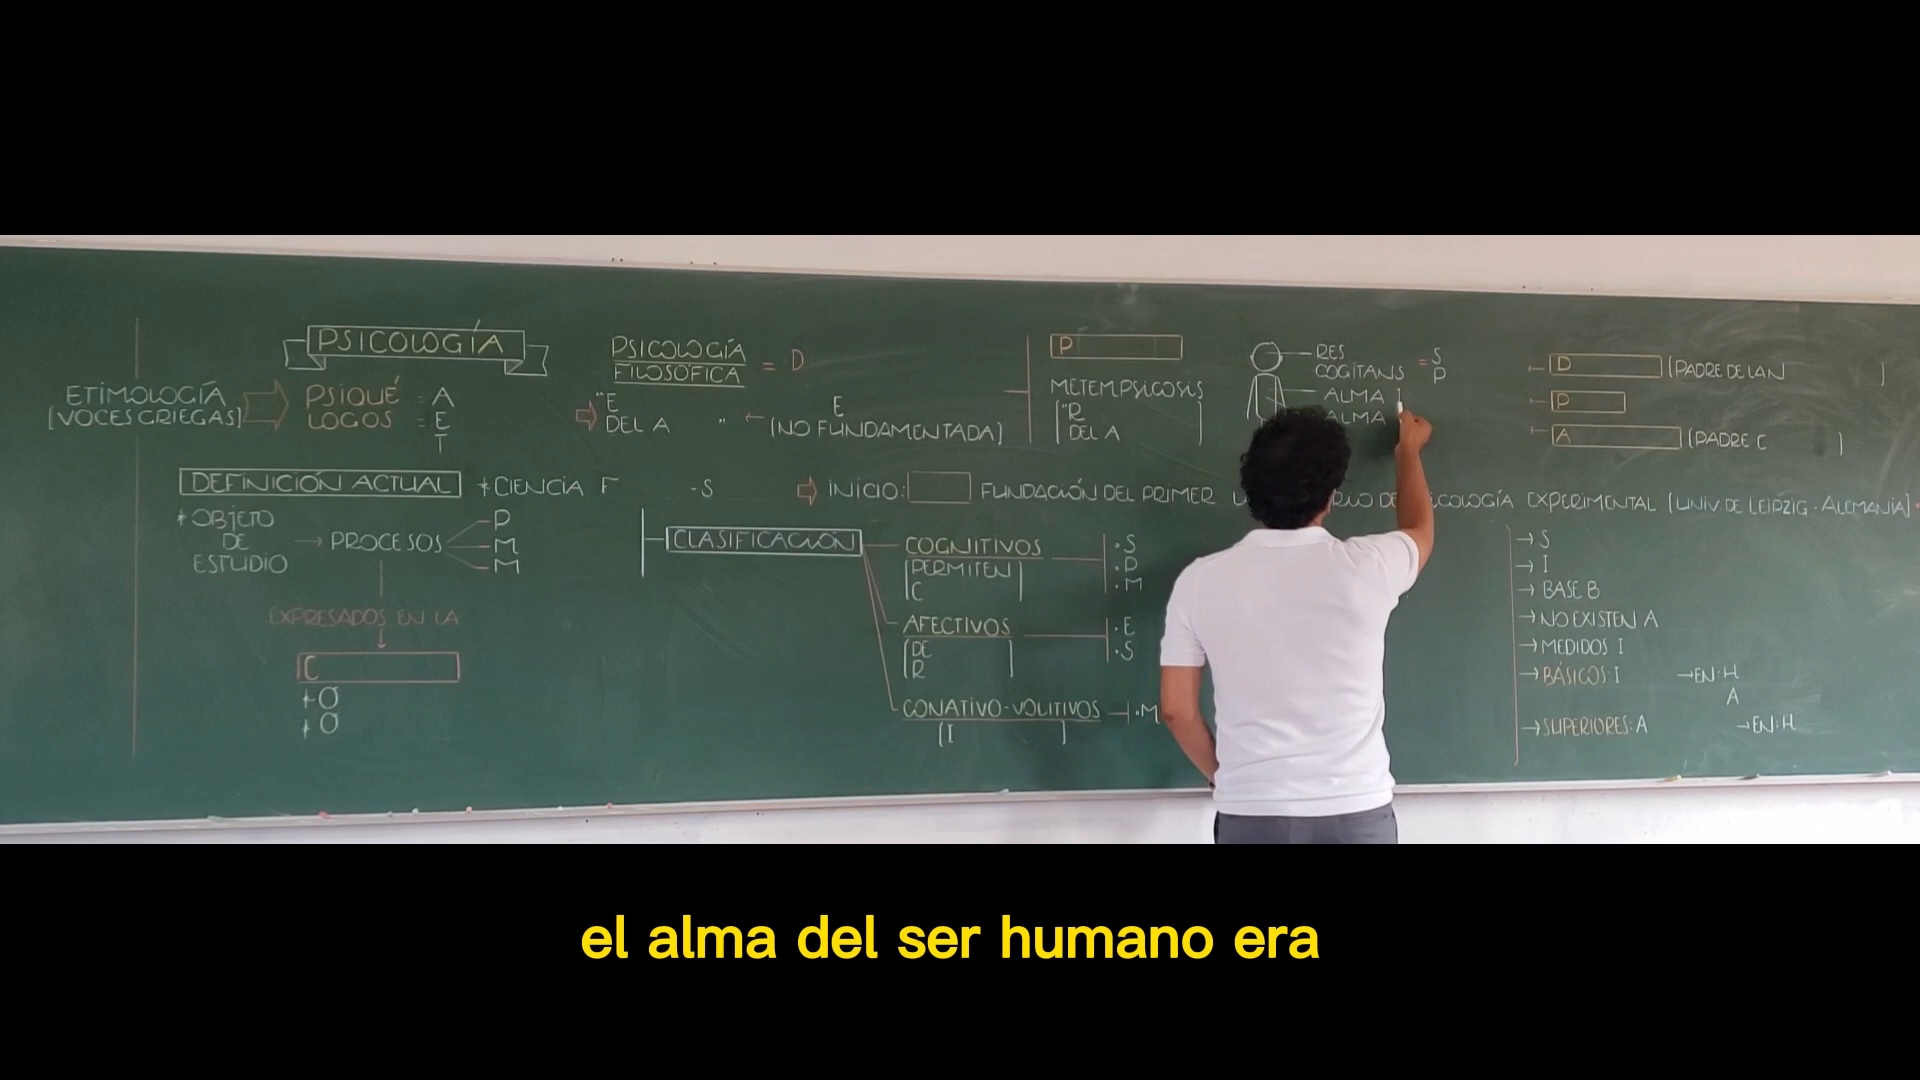 PSICOLOGÍA
ETIMOLOGÍA
[VOCES GRIEGAS]
PSIQUÉ = A
LOGOS = E
T
DEFINICIÓN ACTUAL * CIENCIA F - S
* OBJETO
DE
ESTUDIO
→ PROCESOS
P
M
M
EXPRESADOS EN LA
C
+ O
+ O
PSICOLOGÍA
FILOSÓFICA = D
"E
DEL A " ← E
[NO FUNDAMENTADA]
P
METEMPSICOSIS
["R
DEL A ]
RES
COGITANS = S
P
ALMA I
ALMA
D [PADRE DE LA N ]
P
A [PADRE C ]
INICIO: FUNDACIÓN DEL PRIMER
EXPERIMENTAL [UNIV. DE LEIPZIG - ALEMANIA]
CLASIFICACIÓN
COGNITIVOS
[PERMITEN
C ]
· S
· P
· M
AFECTIVOS
[DE
R ]
· E
· S
CONATIVO-VOLITIVOS · M
[I ]
→ S
→ I
→ BASE B
→ NO EXISTEN A
→ MEDIDOS I
→ BÁSICOS: I → EN: H
A
→ SUPERIORES: A → EN: H
el alma del ser humano era